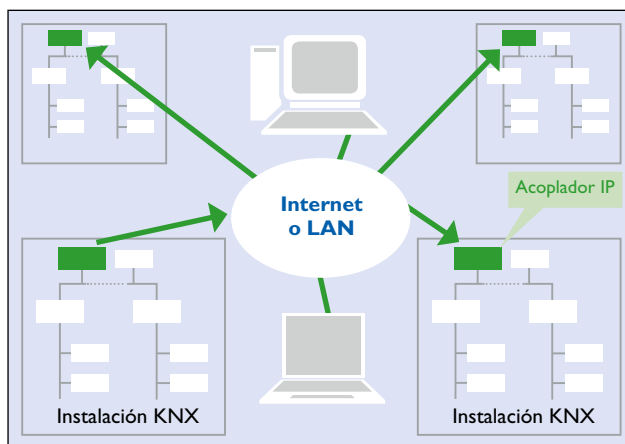 Internet
o LAN
Acoplador IP
Instalación KNX
Instalación KNX